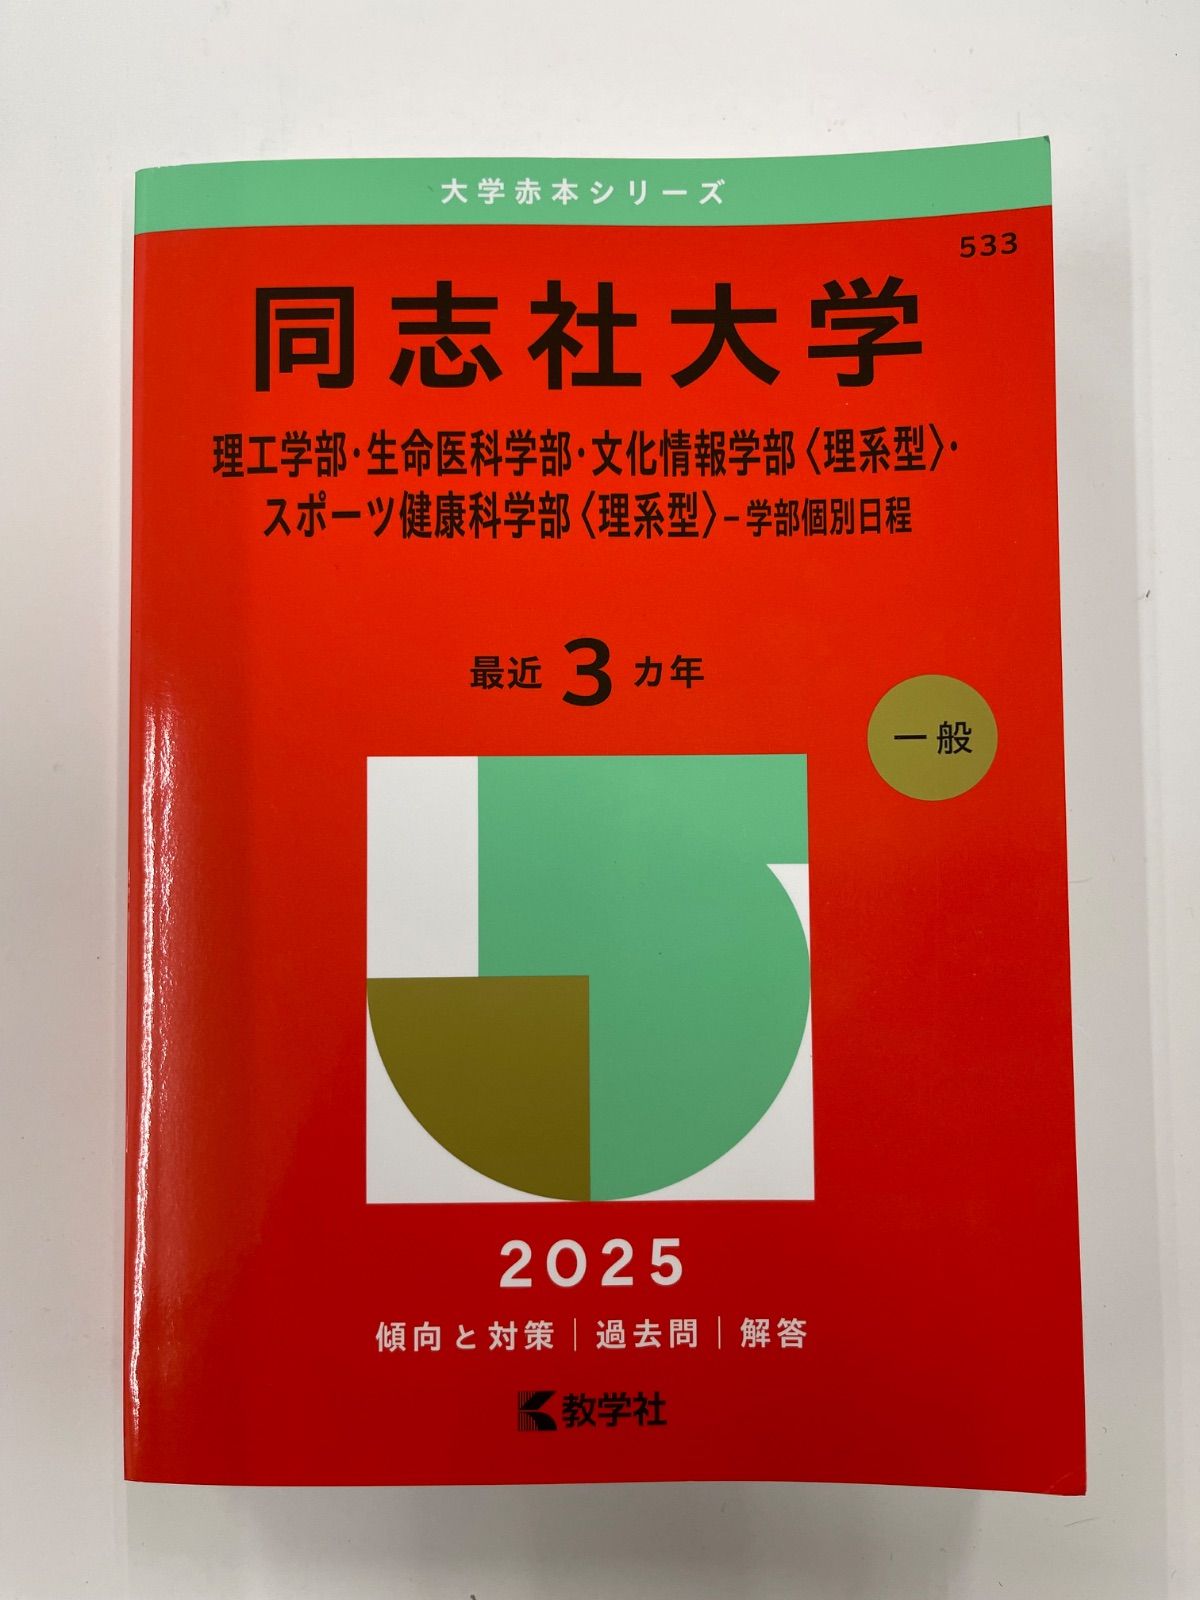 大学赤本シリーズ
533
同志社大学
理工学部・生命医科学部・文化情報学部〈理系型〉・
スポーツ健康科学部〈理系型〉－学部個別日程
最近3カ年
一般
2025
傾向と対策｜過去問｜解答
教学社